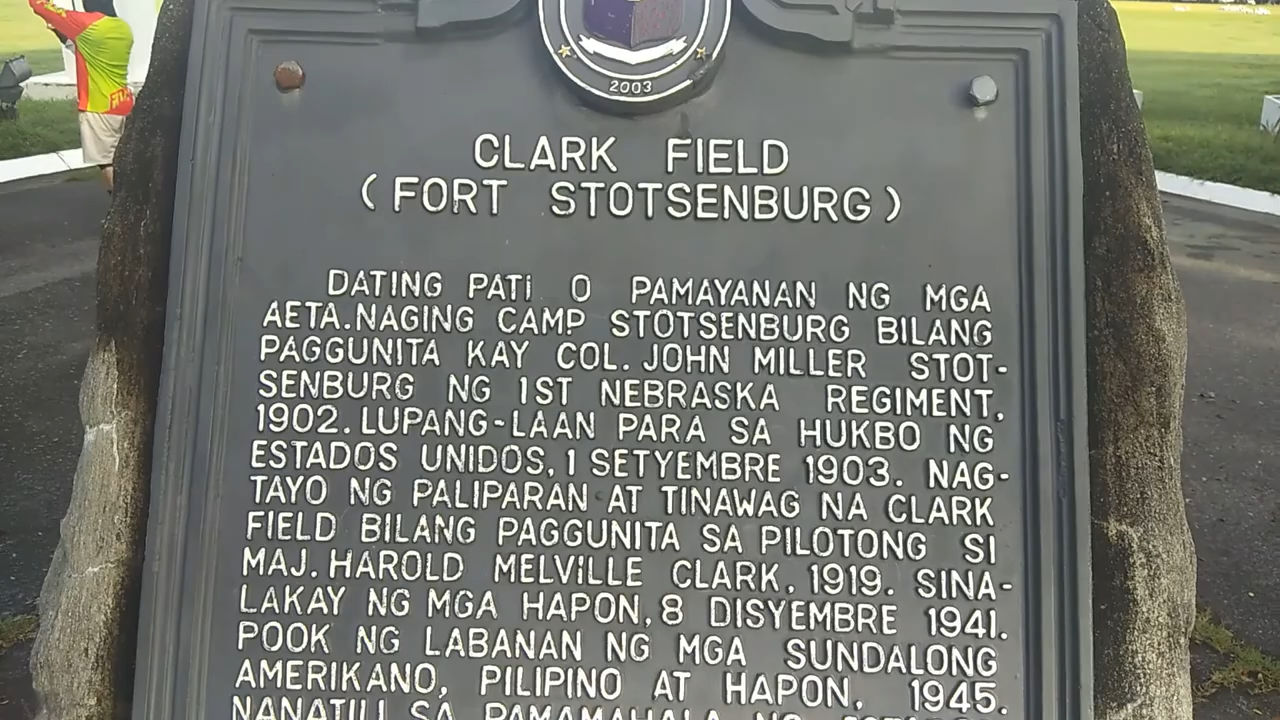 2003
CLARK FIELD
(FORT STOTSENBURG)
DATING PATI O PAMAYANAN NG MGA
AETA. NAGING CAMP STOTSENBURG BILANG
PAGGUNITA KAY COL. JOHN MILLER STOT-
SENBURG NG 1ST NEBRASKA REGIMENT,
1902. LUPANG-LAAN PARA SA HUKBO NG
ESTADOS UNIDOS, 1 SETYEMBRE 1903. NAG-
TAYO NG PALIPARAN AT TINAWAG NA CLARK
FIELD BILANG PAGGUNITA SA PILOTONG SI
MAJ. HAROLD MELVILLE CLARK, 1919. SINA-
LAKAY NG MGA HAPON, 8 DISYEMBRE 1941.
POOK NG LABANAN NG MGA SUNDALONG
AMERIKANO, PILIPINO AT HAPON, 1945.
NANATILI SA PAMAMAHALA NG